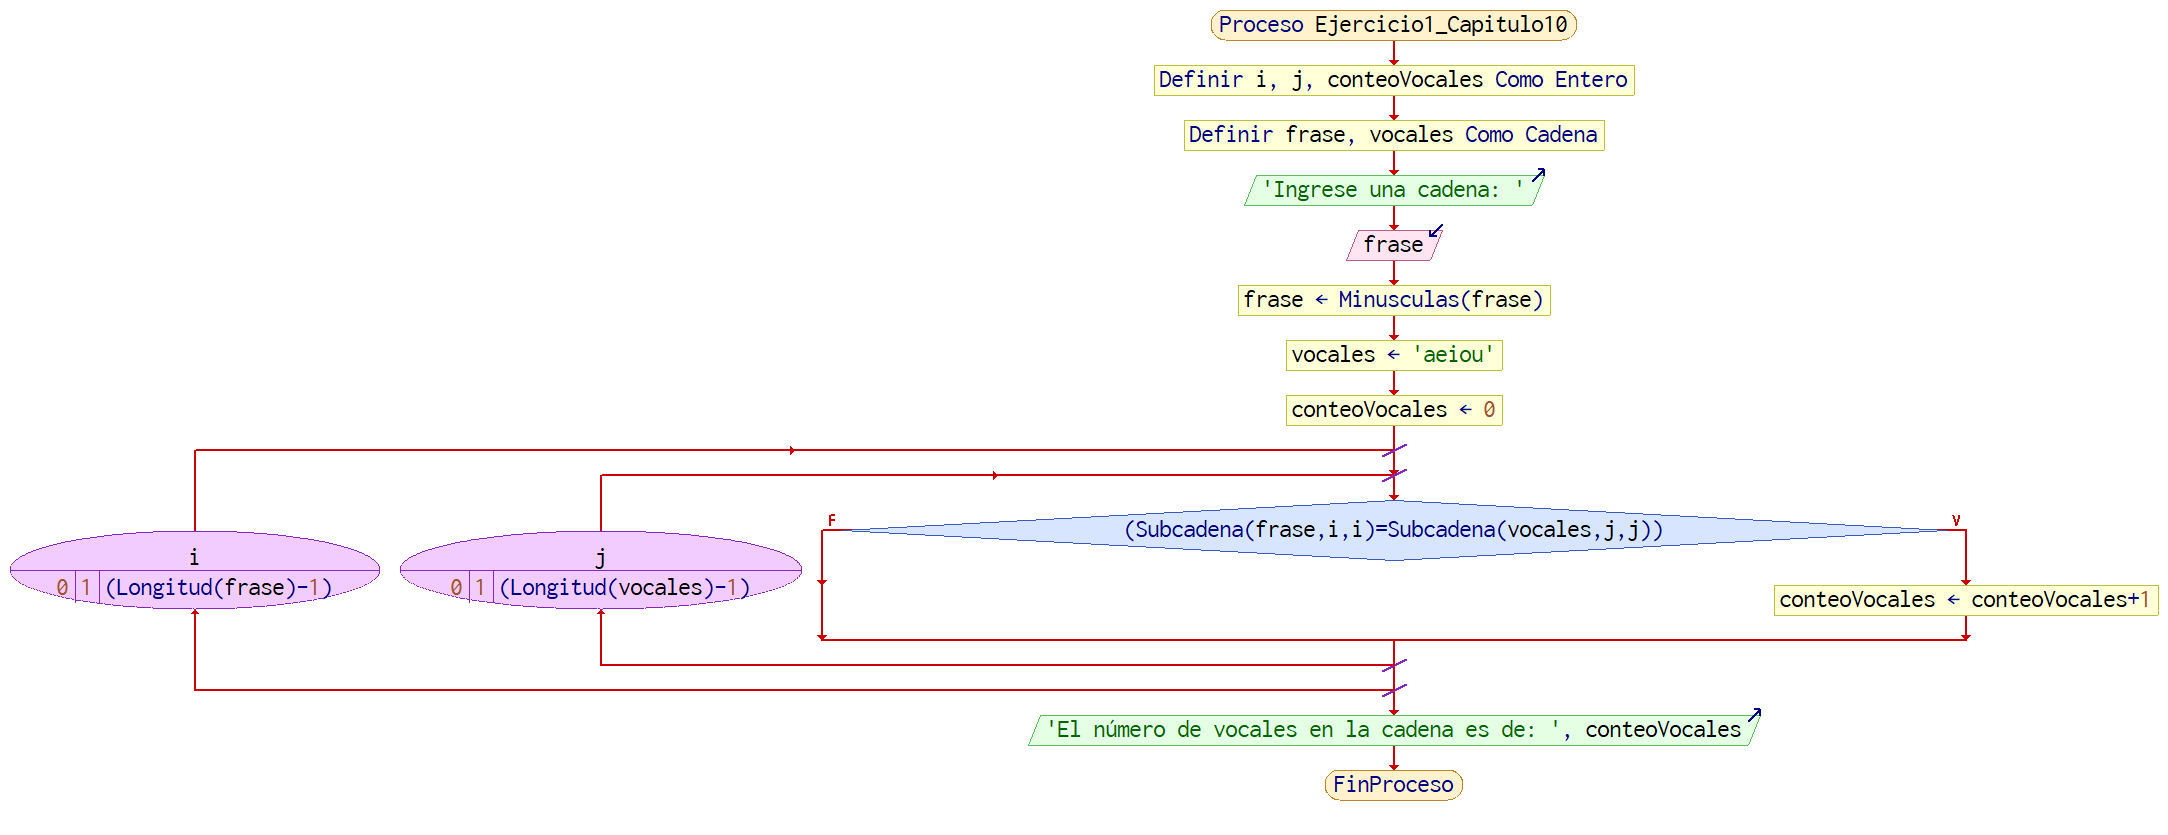 Proceso Ejercicio1_Capitulo10
Definir i, j, conteoVocales Como Entero
Definir frase, vocales Como Cadena
'Ingrese una cadena: '
frase
frase ← Minusculas(frase)
vocales ← 'aeiou'
conteoVocales ← 0
i
0 1 (Longitud(frase)-1)
j
0 1 (Longitud(vocales)-1)
F
(Subcadena(frase,i,i)=Subcadena(vocales,j,j))
V
conteoVocales ← conteoVocales+1
'El número de vocales en la cadena es de: ', conteoVocales
FinProceso